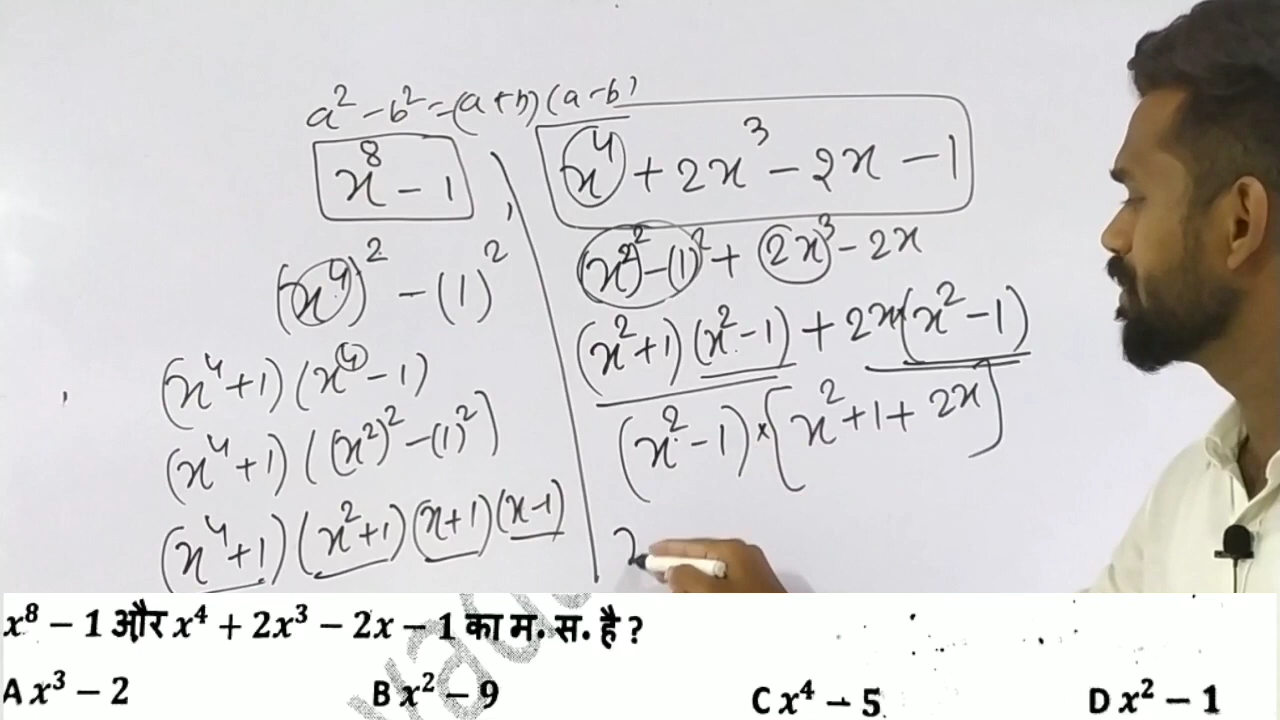 a² - b² = (a + b) (a - b)
x⁸ - 1 , x⁴ + 2x³ - 2x - 1
(x⁴)² - (1)²
(x⁴ + 1) (x⁴ - 1)
(x⁴ + 1) ((x²)² - (1)²)
(x⁴ + 1) (x² + 1) (x + 1) (x - 1)
(x²)² - (1)² + 2x³ - 2x
(x² + 1) (x² - 1) + 2x × (x² - 1)
(x² - 1) × [x² + 1 + 2x]
x⁸ − 1 और x⁴ + 2x³ − 2x − 1 का म. स. है ?
A x³ − 2 B x² − 9 C x⁴ − 5 D x² − 1